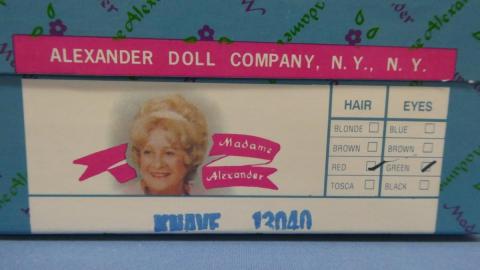 ALEXANDER DOLL COMPANY, N.Y., N.Y.
Madame
Alexander
HAIR EYES
BLONDE BLUE
BROWN BROWN
RED GREEN
TOSCA BLACK
KNAVE 13040